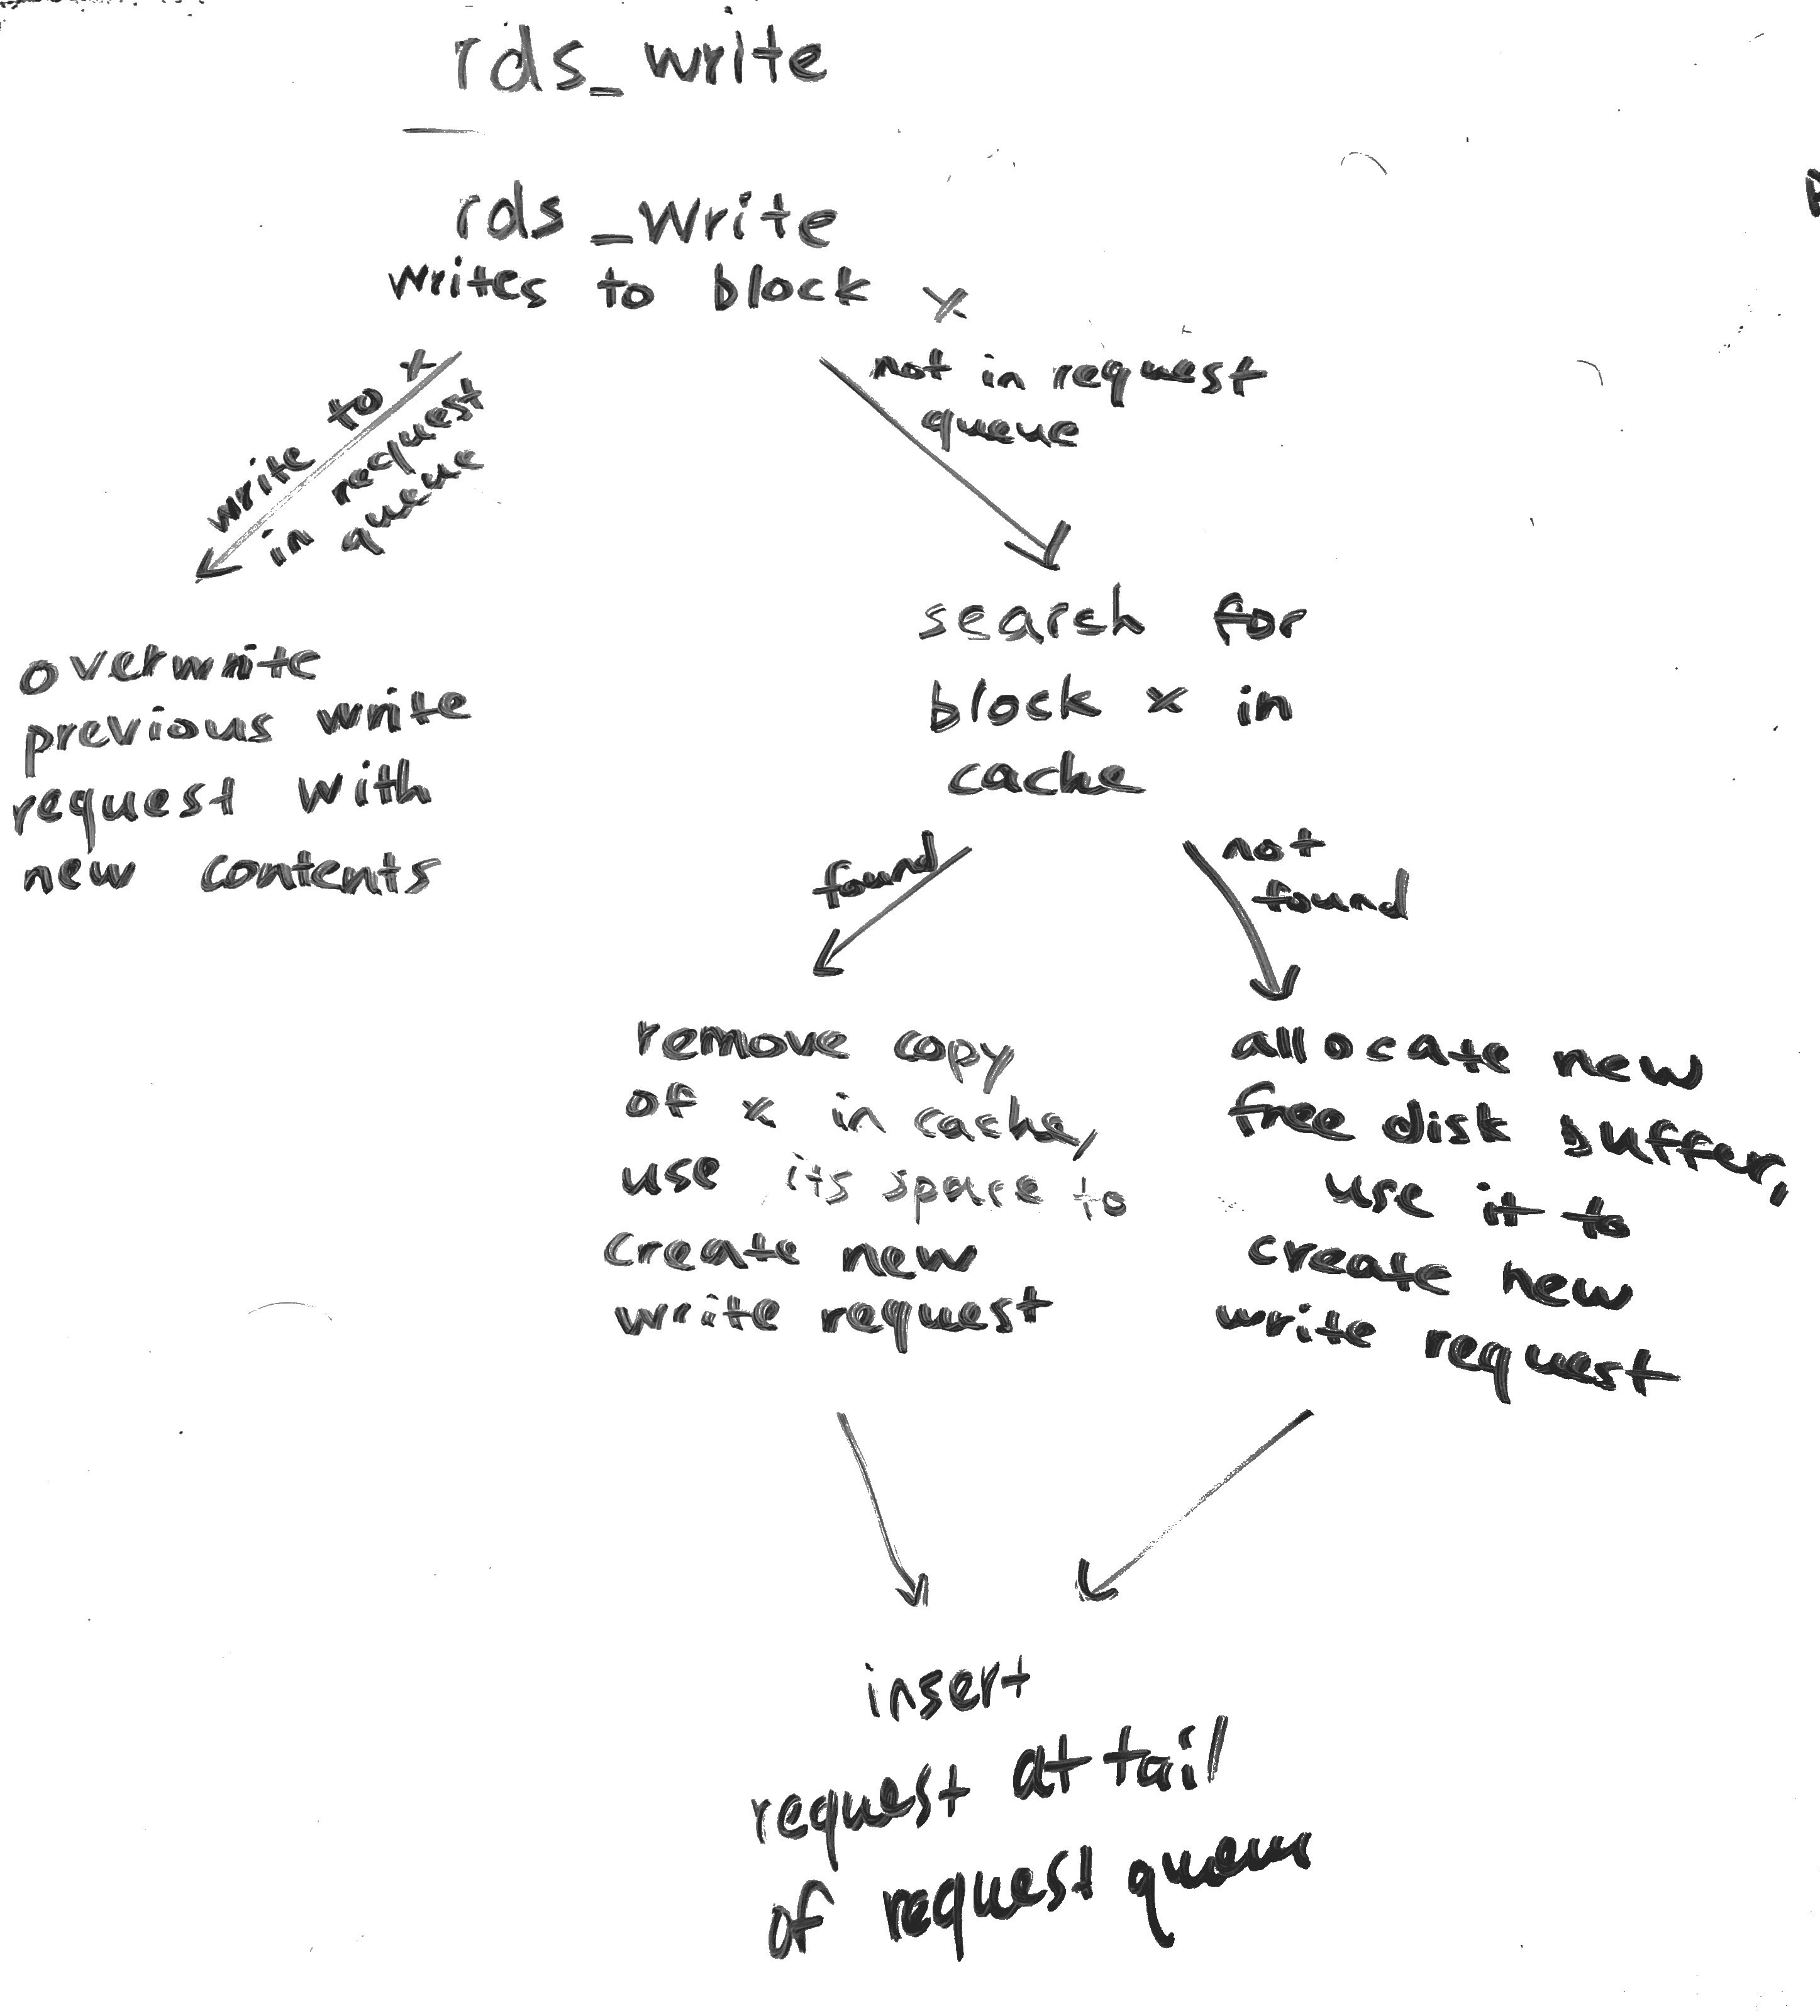 rds_write
rds_write
writes to block x
write to x
in request
queue
not in request
queue
overwrite
previous write
request with
new contents
search for
block x in
cache
found
not
found
remove copy
of x in cache,
use its space to
create new
write request
allocate new
free disk buffer,
use it to
create new
write request
insert
request at tail
of request queue